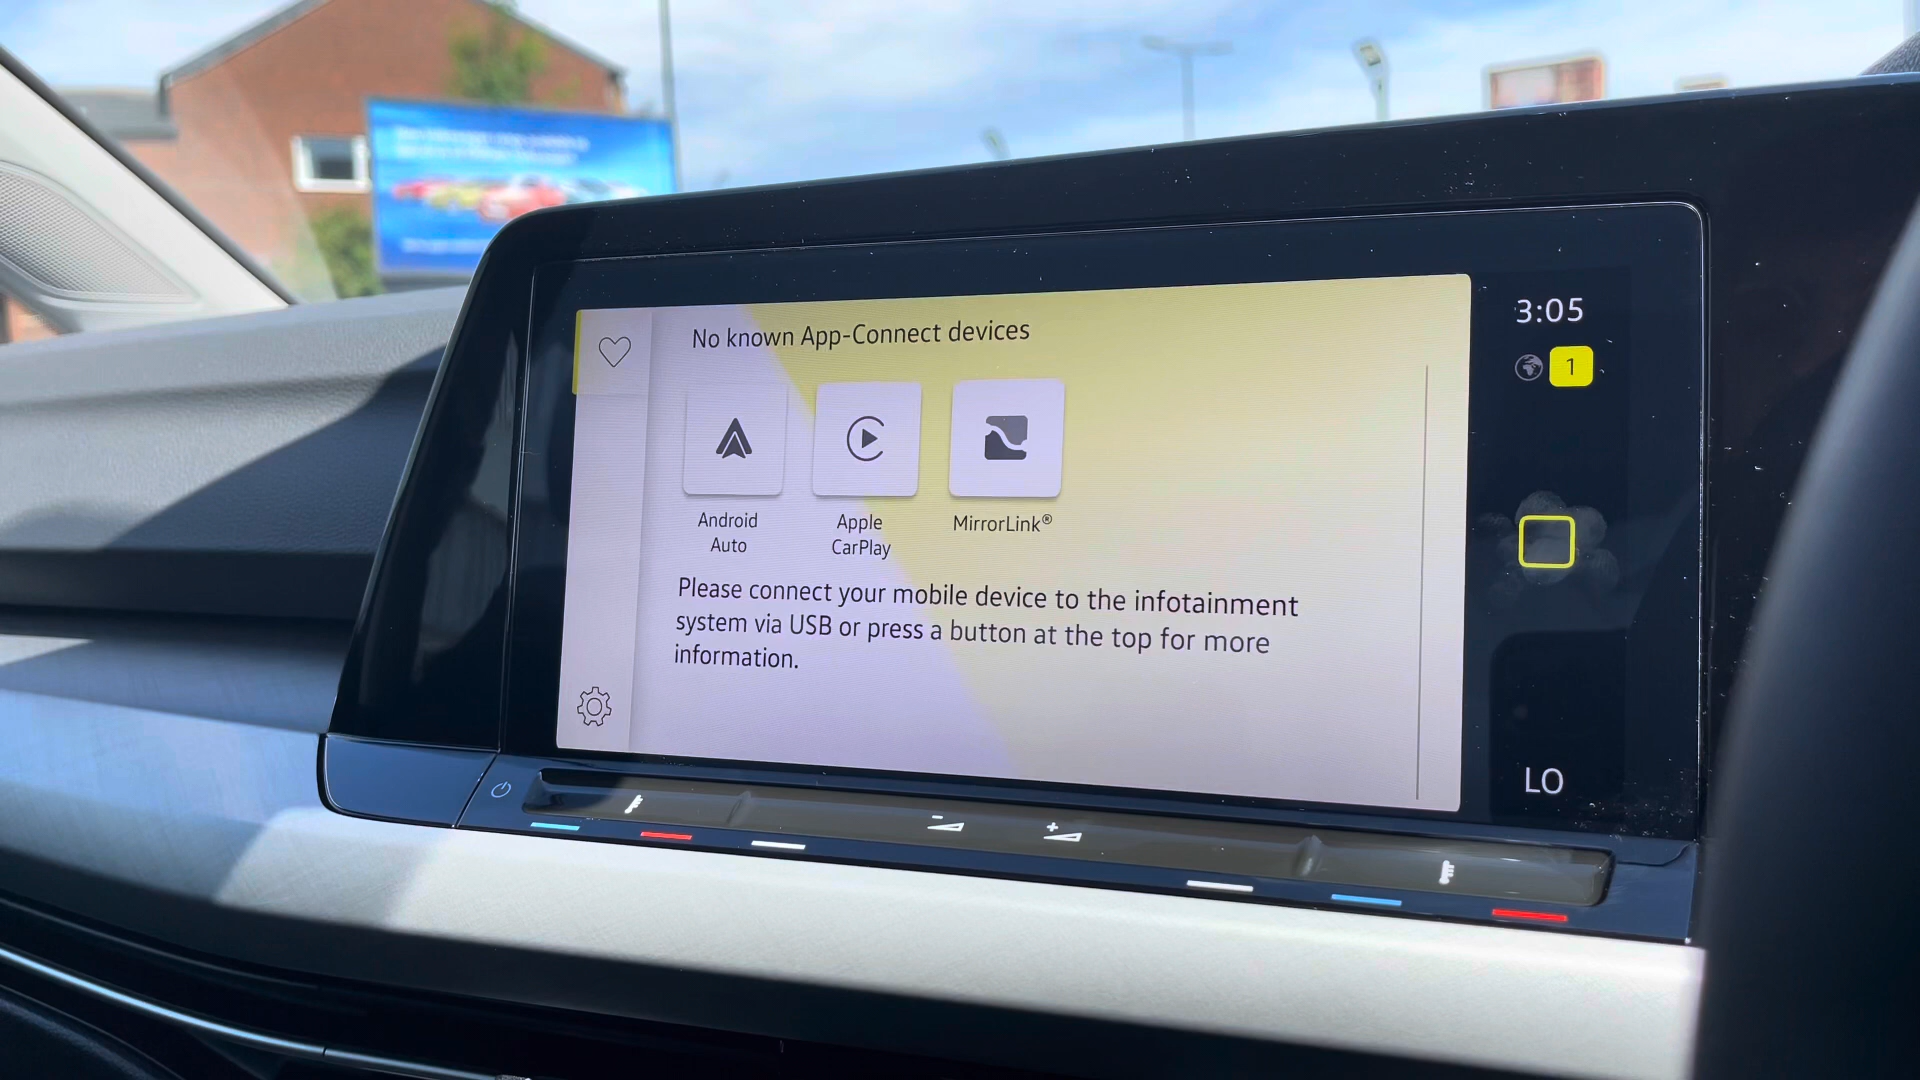 No known App-Connect devices
3:05
1
Android
Auto
Apple
CarPlay
MirrorLink®
Please connect your mobile device to the infotainment
system via USB or press a button at the top for more
information.
LO